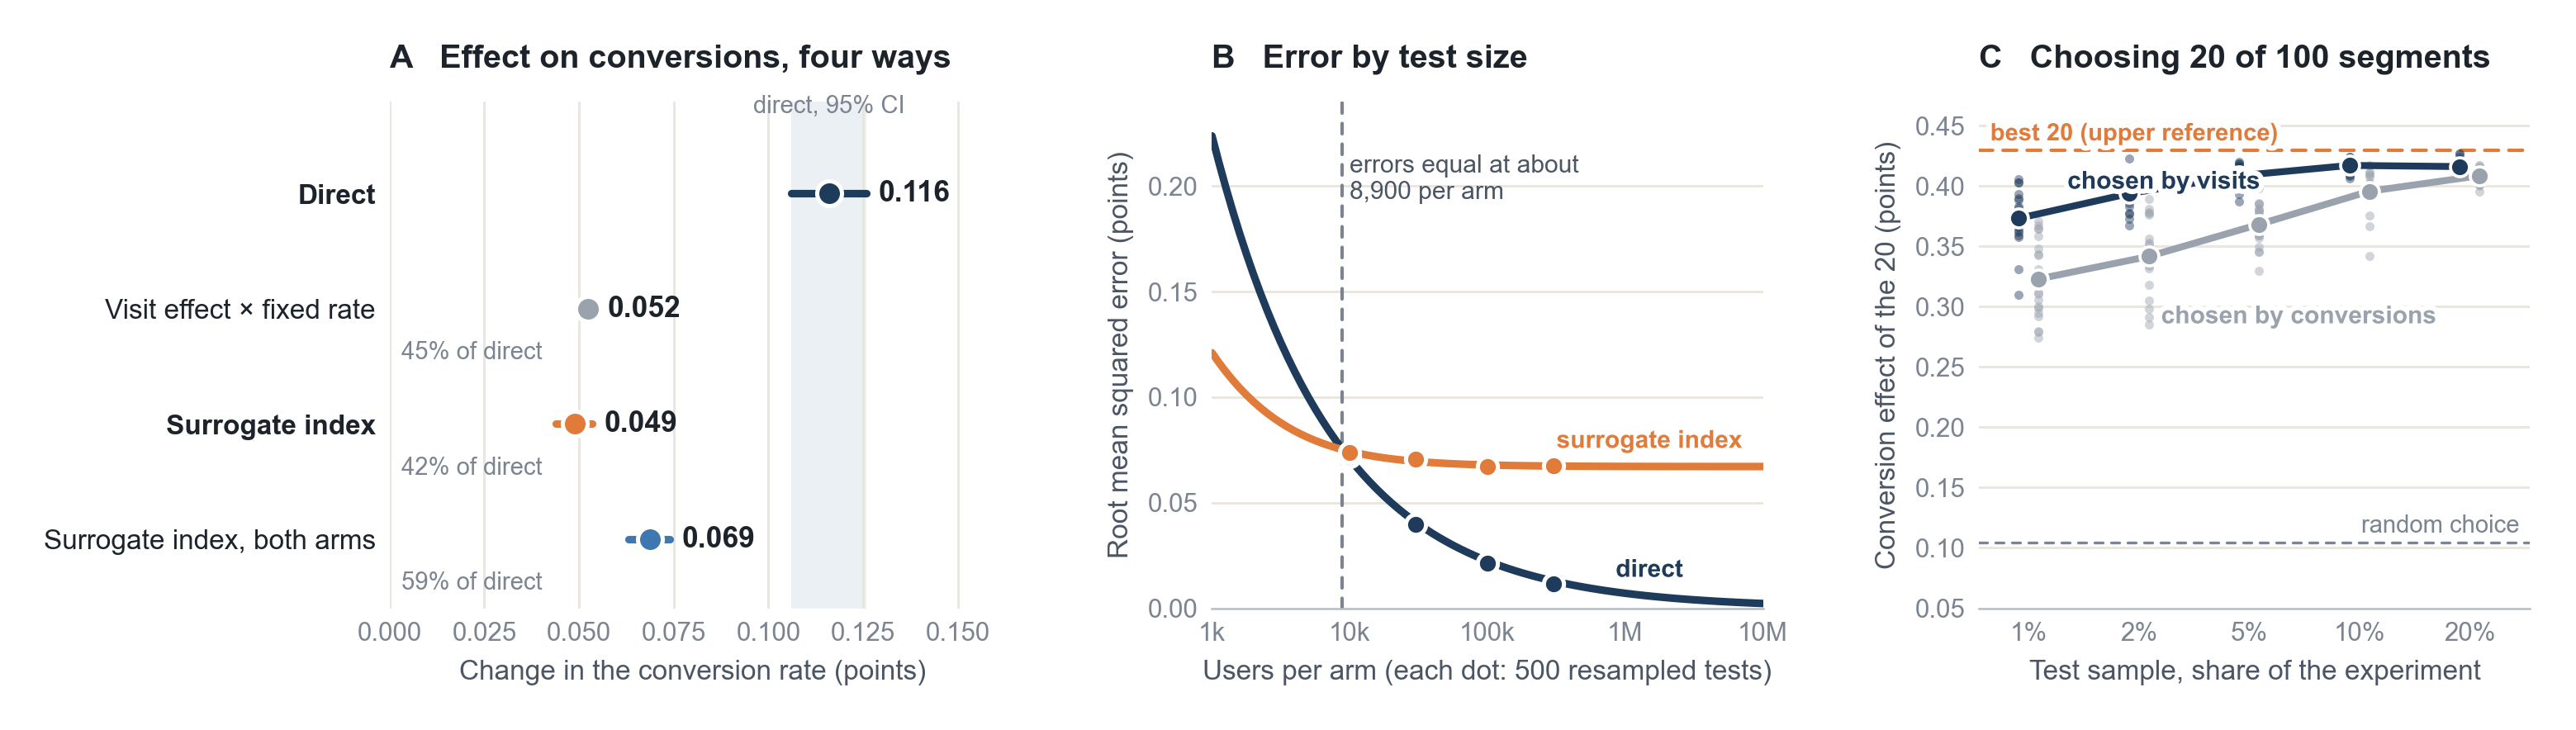 A Effect on conversions, four ways
direct, 95% CI
Direct
0.116
Visit effect × fixed rate
0.052
45% of direct
Surrogate index
0.049
42% of direct
Surrogate index, both arms
0.069
59% of direct
0.000 0.025 0.050 0.075 0.100 0.125 0.150
Change in the conversion rate (points)
B Error by test size
Root mean squared error (points)
0.20
0.15
0.10
0.05
0.00
errors equal at about
8,900 per arm
surrogate index
direct
1k 10k 100k 1M 10M
Users per arm (each dot: 500 resampled tests)
C Choosing 20 of 100 segments
Conversion effect of the 20 (points)
0.45
0.40
0.35
0.30
0.25
0.20
0.15
0.10
0.05
best 20 (upper reference)
chosen by visits
chosen by conversions
random choice
1% 2% 5% 10% 20%
Test sample, share of the experiment